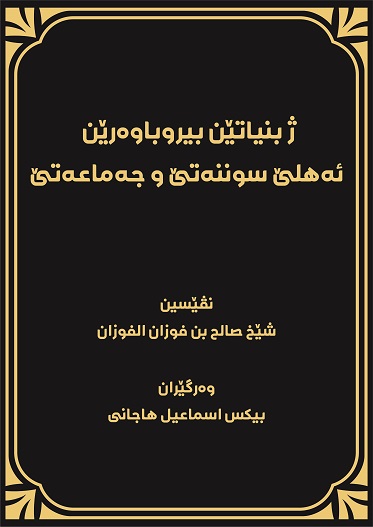 ژ بنیاتێن بیروباوەرێن
ئەهلێ سوننەتێ و جەماعەتێ
نڤێسین
شێخ صالح بن فوزان الفوزان
وەرگێران
بیکس اسماعیل هاجانی